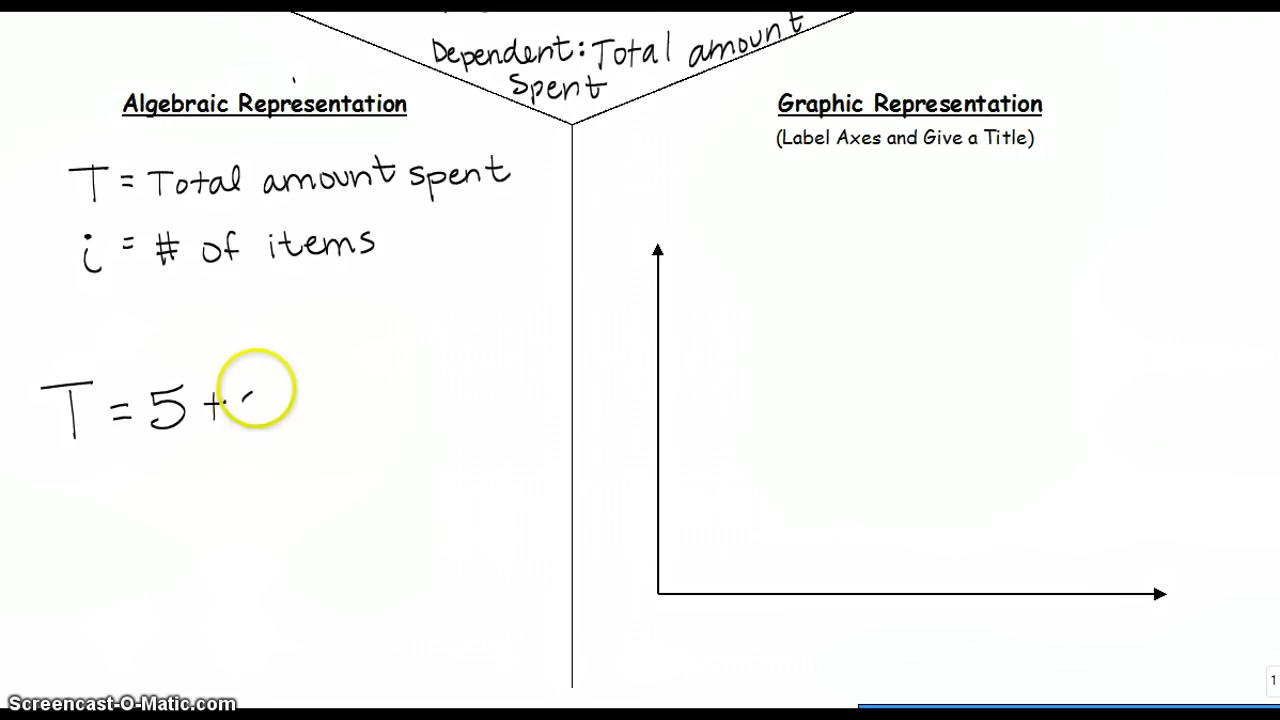 Dependent: Total amount
Spent
Algebraic Representation
T = Total amount spent
i = # of items
T = 5 +
Graphic Representation
(Label Axes and Give a Title)
1
Screencast-O-Matic.com